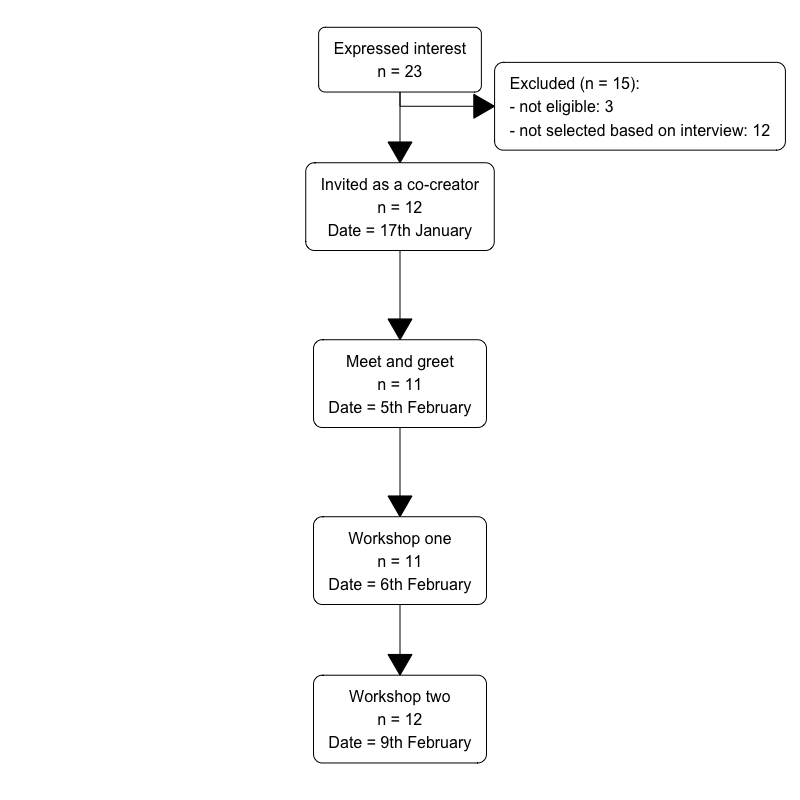 Expressed interest
n = 23
Excluded (n = 15):
- not eligible: 3
- not selected based on interview: 12
Invited as a co-creator
n = 12
Date = 17th January
Meet and greet
n = 11
Date = 5th February
Workshop one
n = 11
Date = 6th February
Workshop two
n = 12
Date = 9th February